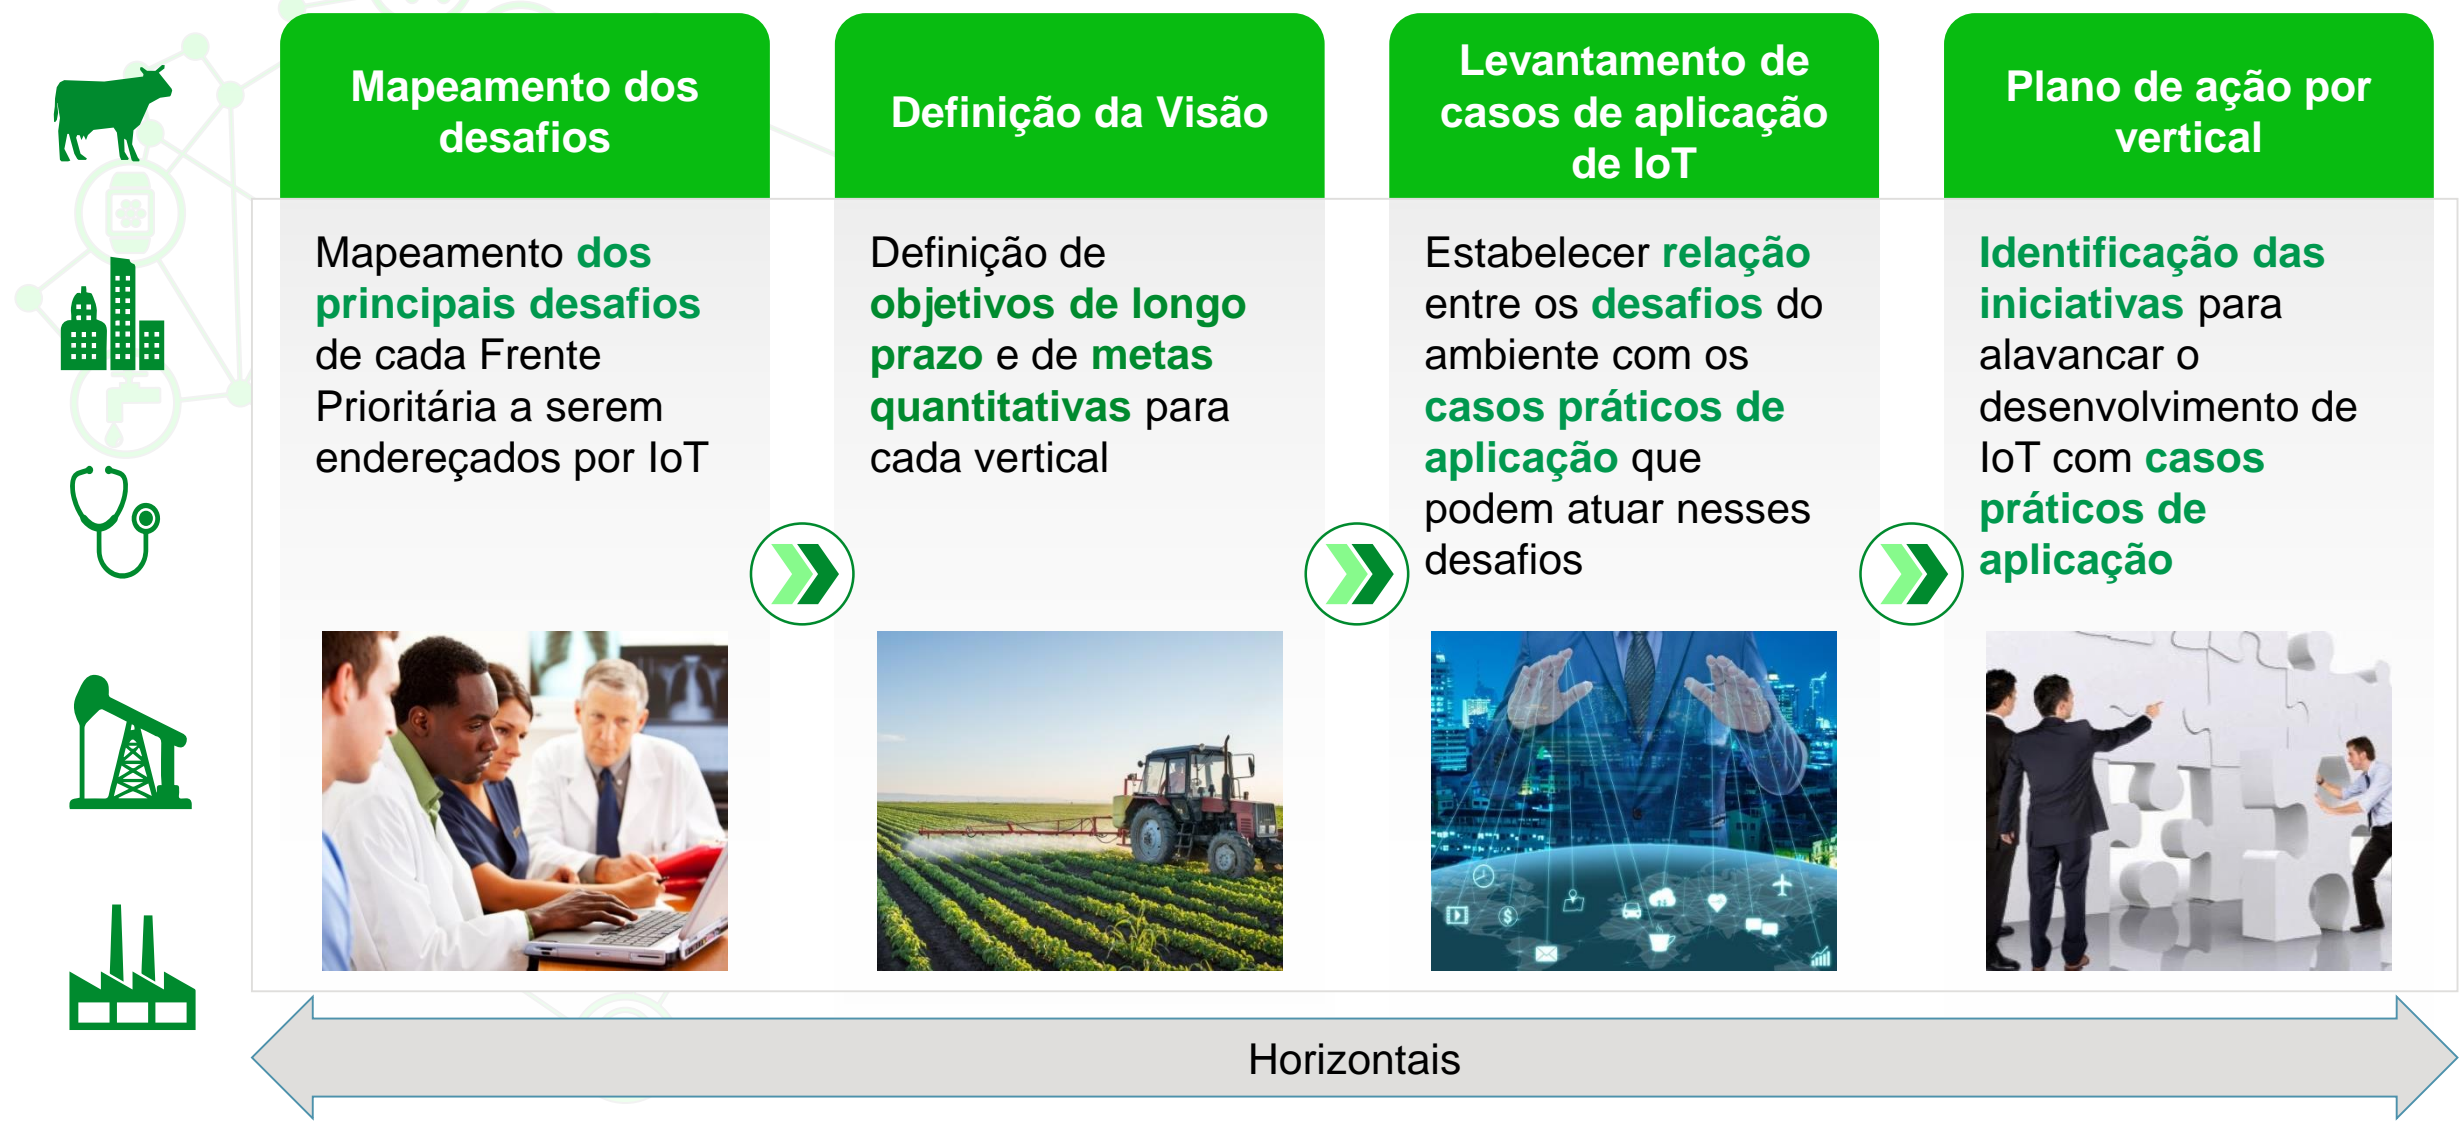 Mapeamento dos
desafios
Definição da Visão
Levantamento de
casos de aplicação
de IoT
Plano de ação por
vertical
Mapeamento dos
principais desafios
de cada Frente
Prioritária a serem
endereçados por IoT
Definição de
objetivos de longo
prazo e de metas
quantitativas para
cada vertical
Estabelecer relação
entre os desafios do
ambiente com os
casos práticos de
aplicação que
podem atuar nesses
desafios
Identificação das
iniciativas para
alavancar o
desenvolvimento de
IoT com casos
práticos de
aplicação
Horizontais